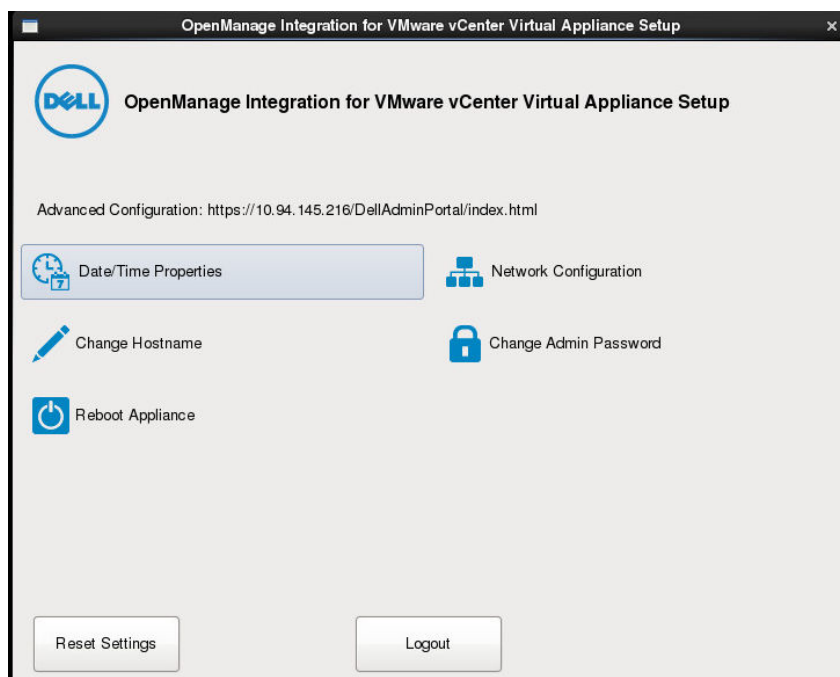 OpenManage Integration for VMware vCenter Virtual Appliance Setup
DELL
OpenManage Integration for VMware vCenter Virtual Appliance Setup
Advanced Configuration: https://10.94.145.216/DellAdminPortal/index.html
7
Date/Time Properties
Network Configuration
Change Hostname
Change Admin Password
Reboot Appliance
Reset Settings
Logout